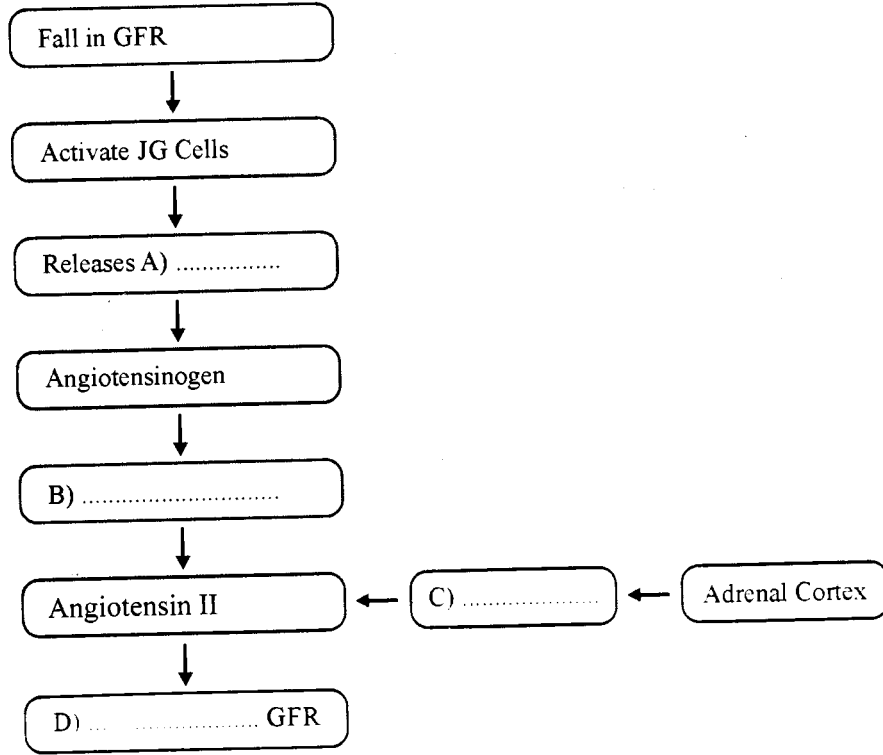 Fall in GFR
Activate JG Cells
Releases A) ................
Angiotensinogen
B) ..............................
Angiotensin II
C) .....................
Adrenal Cortex
D) ... ................... GFR